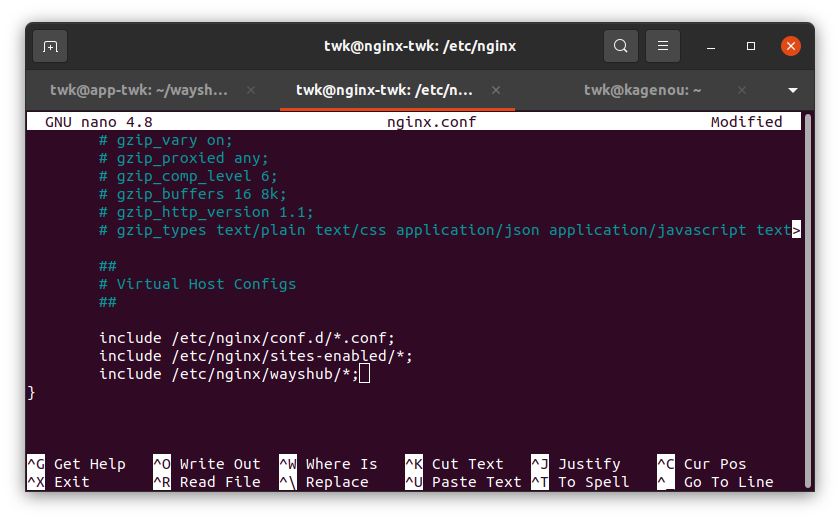 twk@nginx-twk: /etc/nginx
twk@app-twk: ~/waysh... × twk@nginx-twk: /etc/n... × twk@kagenou: ~ ×
GNU nano 4.8 nginx.conf Modified
# gzip_vary on;
# gzip_proxied any;
# gzip_comp_level 6;
# gzip_buffers 16 8k;
# gzip_http_version 1.1;
# gzip_types text/plain text/css application/json application/javascript text>
##
# Virtual Host Configs
##
include /etc/nginx/conf.d/*.conf;
include /etc/nginx/sites-enabled/*;
include /etc/nginx/wayshub/*;
}
^G Get Help ^O Write Out ^W Where Is ^K Cut Text ^J Justify ^C Cur Pos
^X Exit ^R Read File ^\ Replace ^U Paste Text ^T To Spell ^_ Go To Line